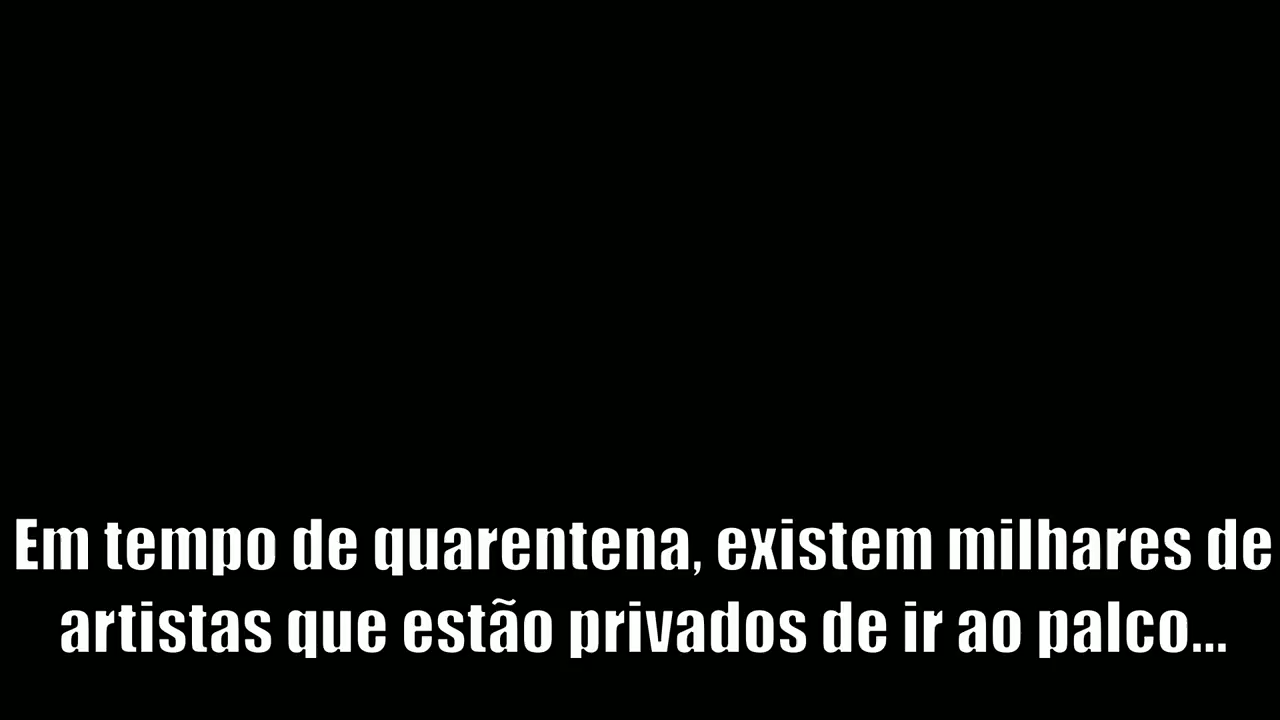 Em tempo de quarentena, existem milhares de
artistas que estão privados de ir ao palco...